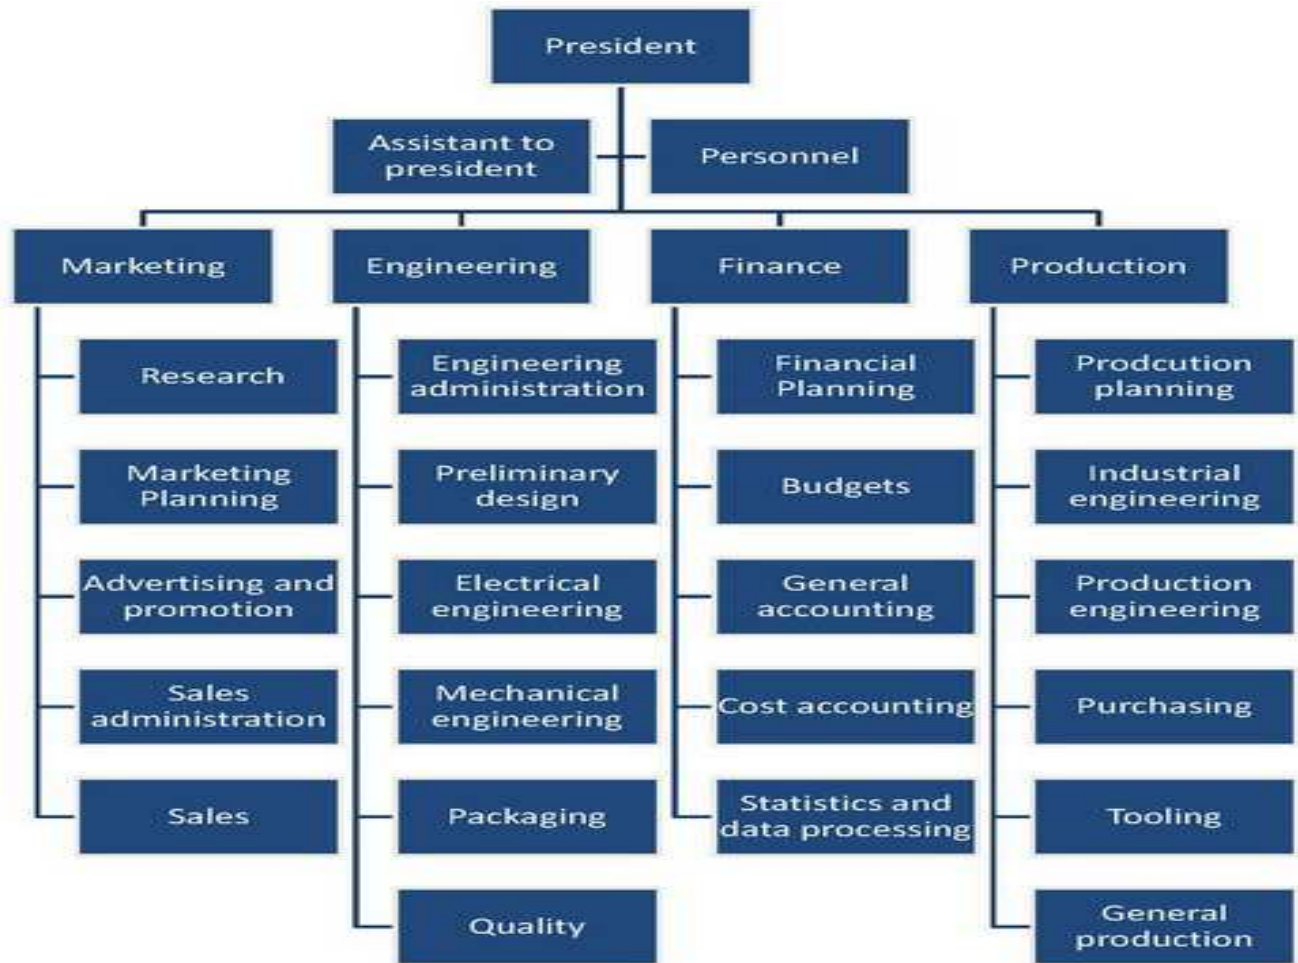 President
Assistant to
president
Personnel
Marketing
Engineering
Finance
Production
Research
Engineering
administration
Financial
Planning
Prodcution
planning
Marketing
Planning
Preliminary
design
Budgets
Industrial
engineering
Advertising and
promotion
Electrical
engineering
General
accounting
Production
engineering
Sales
administration
Mechanical
engineering
Cost accounting
Purchasing
Sales
Packaging
Statistics and
data processing
Tooling
Quality
General
production